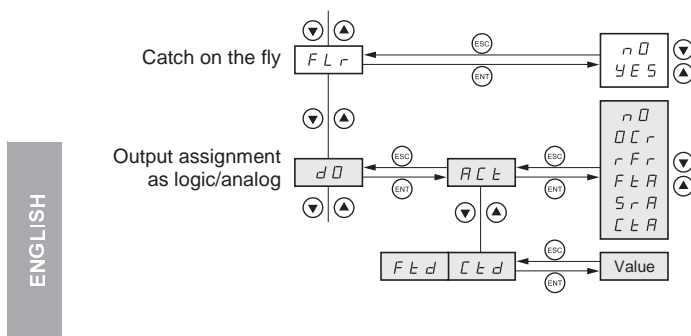 Catch on the fly
FLr
ESC
ENT
nO
YES
Output assignment
as logic/analog
dO
ESC
ENT
ACt
ESC
ENT
nO
OCr
rFr
FtA
SrA
CtA
Ftd
Ctd
ESC
ENT
Value
ENGLISH